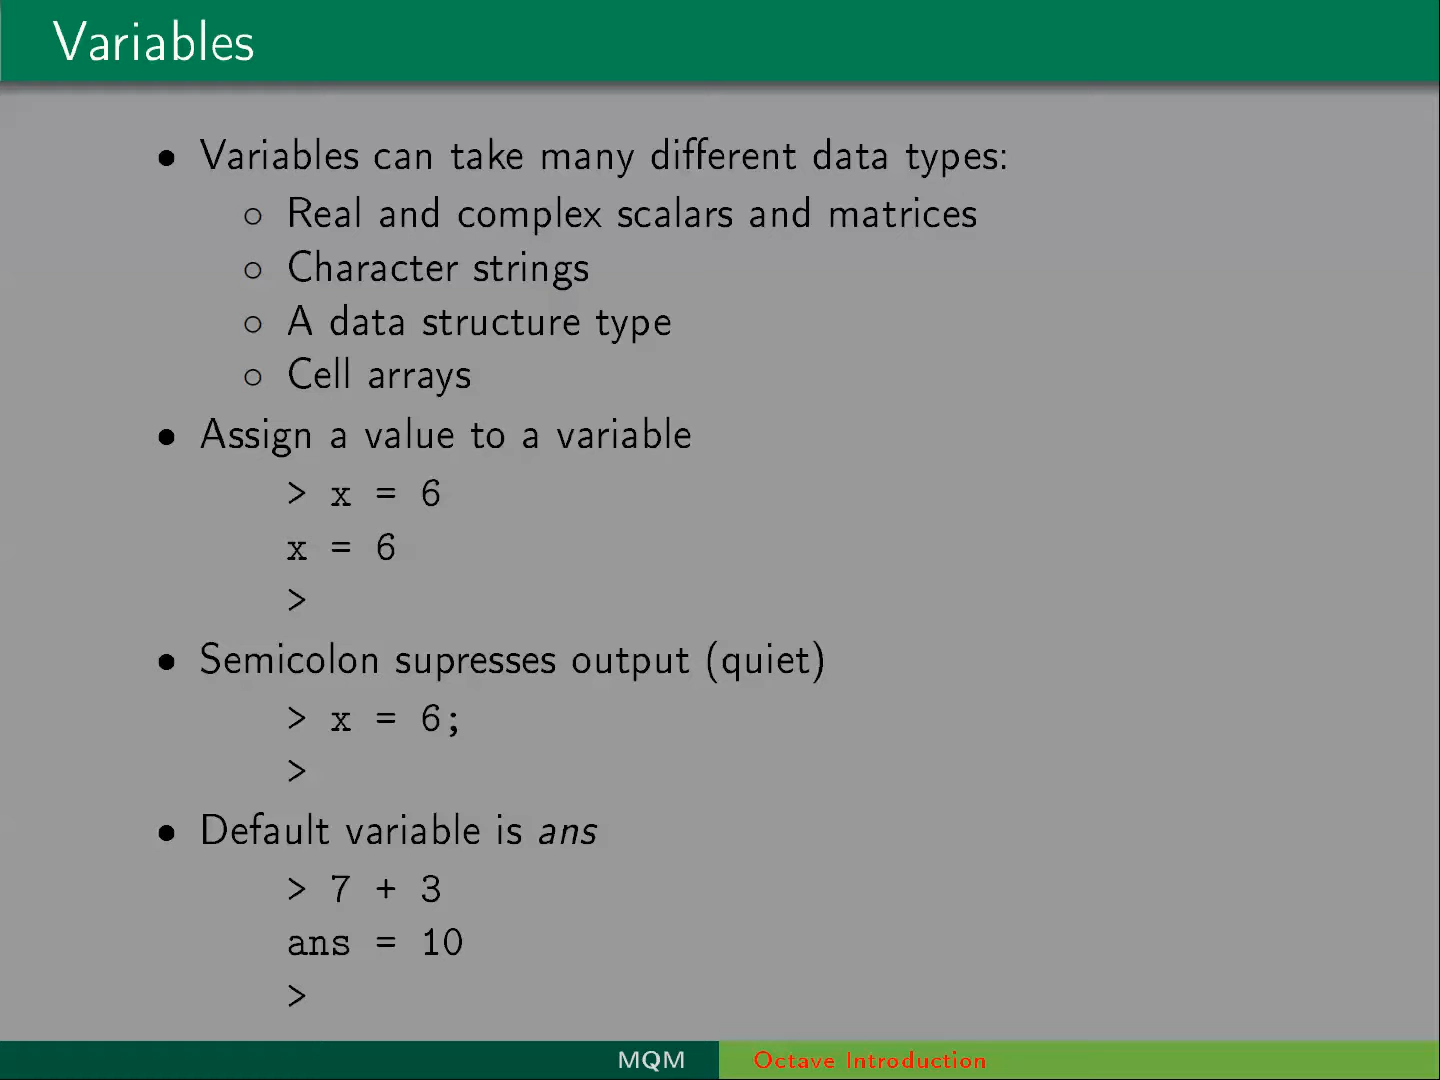 Variables
• Variables can take many different data types:
◦ Real and complex scalars and matrices
◦ Character strings
◦ A data structure type
◦ Cell arrays
• Assign a value to a variable
> x = 6
x = 6
>
• Semicolon supresses output (quiet)
> x = 6;
>
• Default variable is ans
> 7 + 3
ans = 10
>
MQM
Octave Introduction